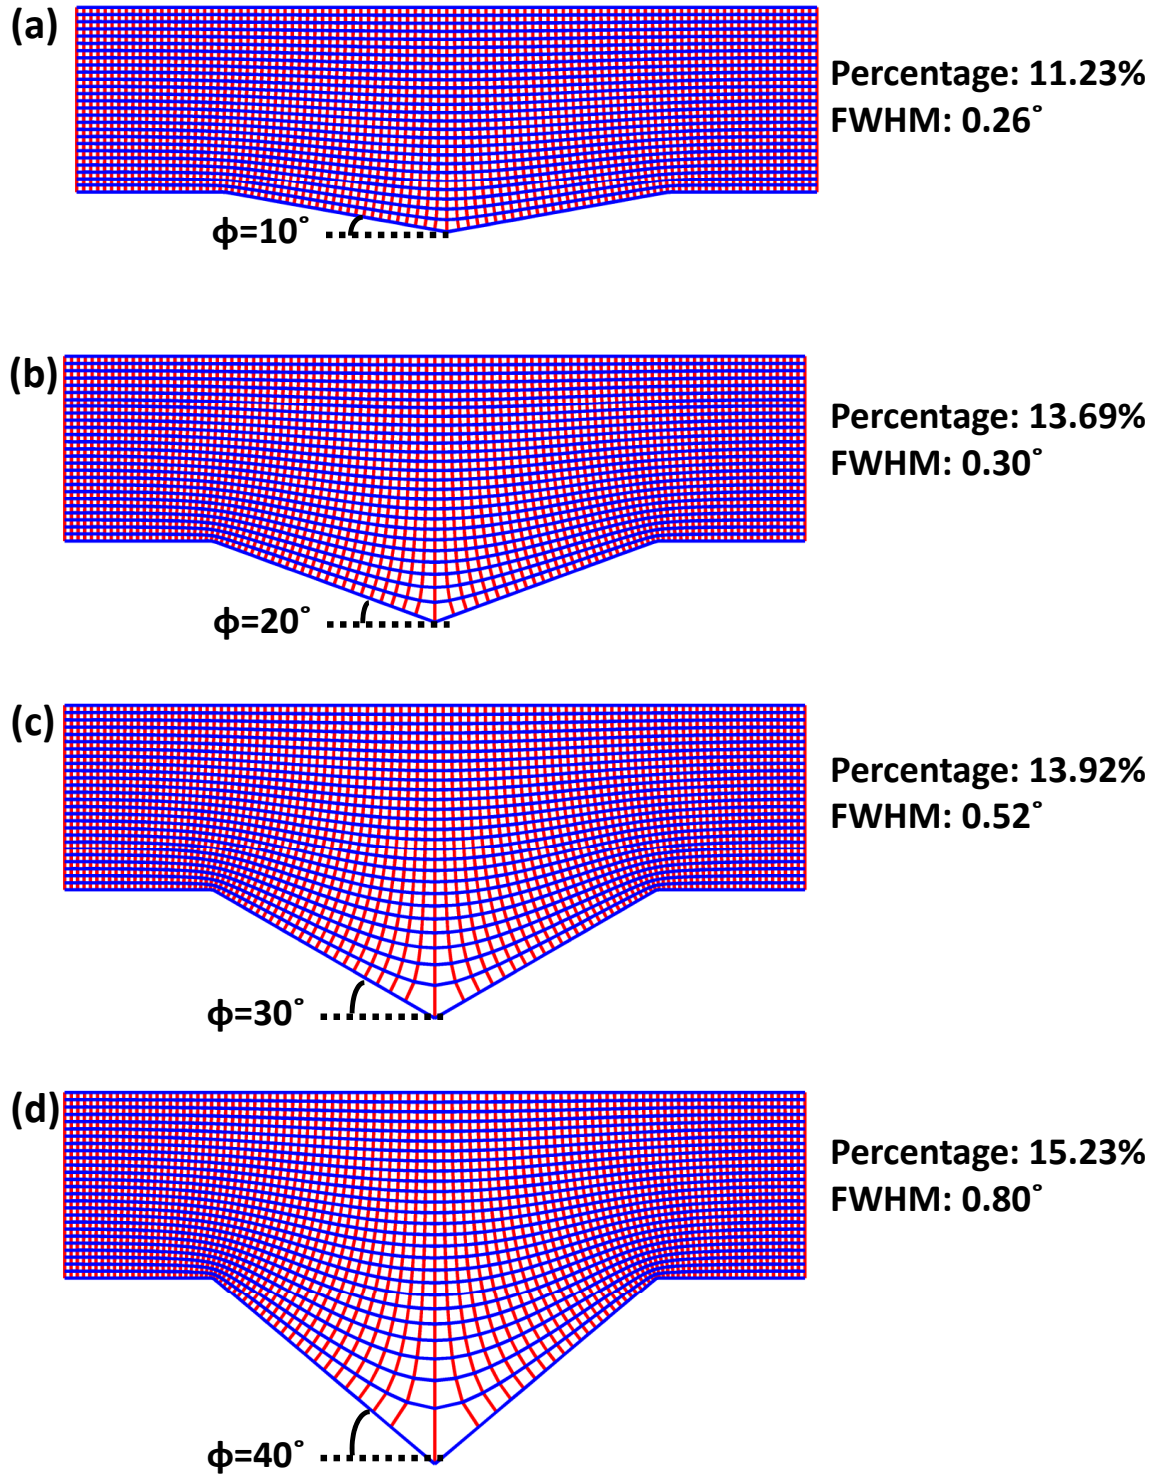 (a)
Percentage: 11.23%
FWHM: 0.26˚
ϕ=10˚
(b)
Percentage: 13.69%
FWHM: 0.30˚
ϕ=20˚
(c)
Percentage: 13.92%
FWHM: 0.52˚
ϕ=30˚
(d)
Percentage: 15.23%
FWHM: 0.80˚
ϕ=40˚